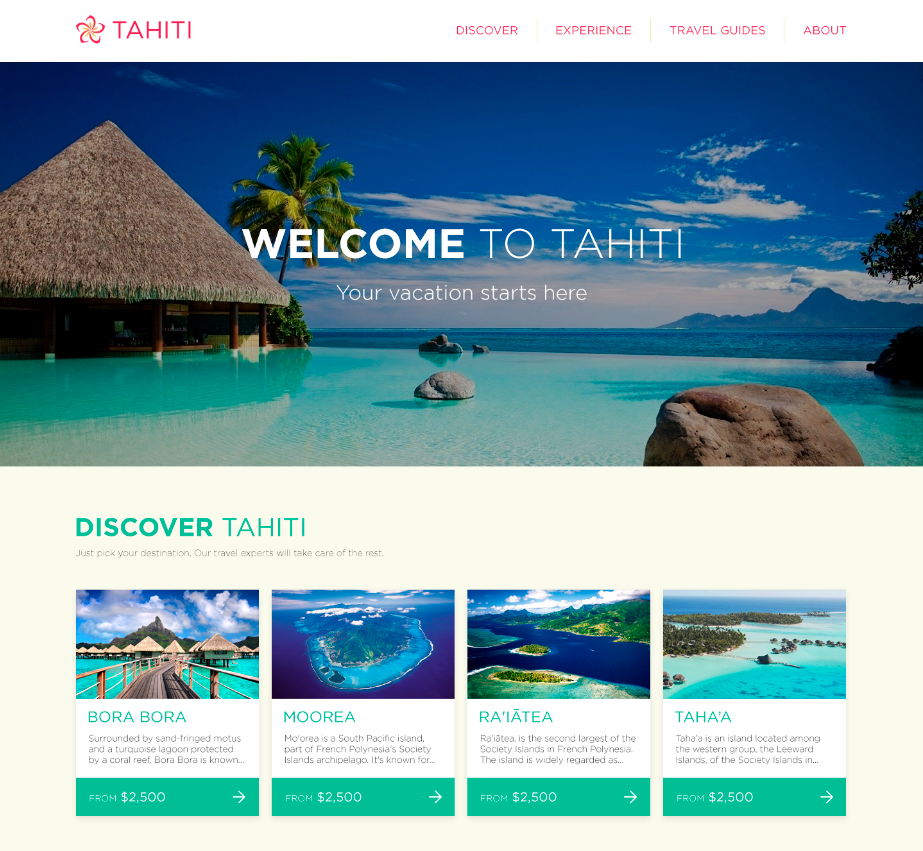 TAHITI
DISCOVER
EXPERIENCE
TRAVEL GUIDES
ABOUT
WELCOME TO TAHITI
Your vacation starts here
DISCOVER TAHITI
Just pick your destination. Our travel experts will take care of the rest.
BORA BORA
Surrounded by sand-fringed motus
and a turquoise lagoon protected
by a coral reef, Bora Bora is known...
FROM $2,500
MOOREA
Mo'orea is a South Pacific island,
part of French Polynesia's Society
Islands archipelago. It's known for...
FROM $2,500
RA'IĀTEA
Ra'iātea, is the second largest of the
Society Islands in French Polynesia.
The island is widely regarded as...
FROM $2,500
TAHA'A
Taha'a is an island located among
the western group, the Leeward
Islands, of the Society Islands in...
FROM $2,500